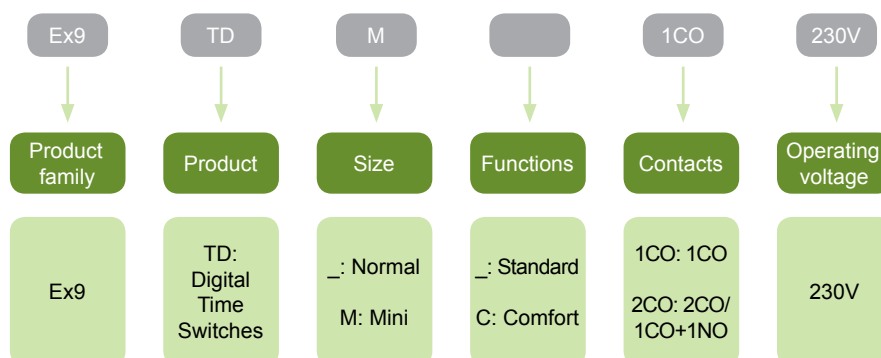 Ex9
TD
M
1CO
230V
Product
family
Product
Size
Functions
Contacts
Operating
voltage
Ex9
TD:
Digital
Time
Switches
_: Normal
M: Mini
_: Standard
C: Comfort
1CO: 1CO
2CO: 2CO/
1CO+1NO
230V